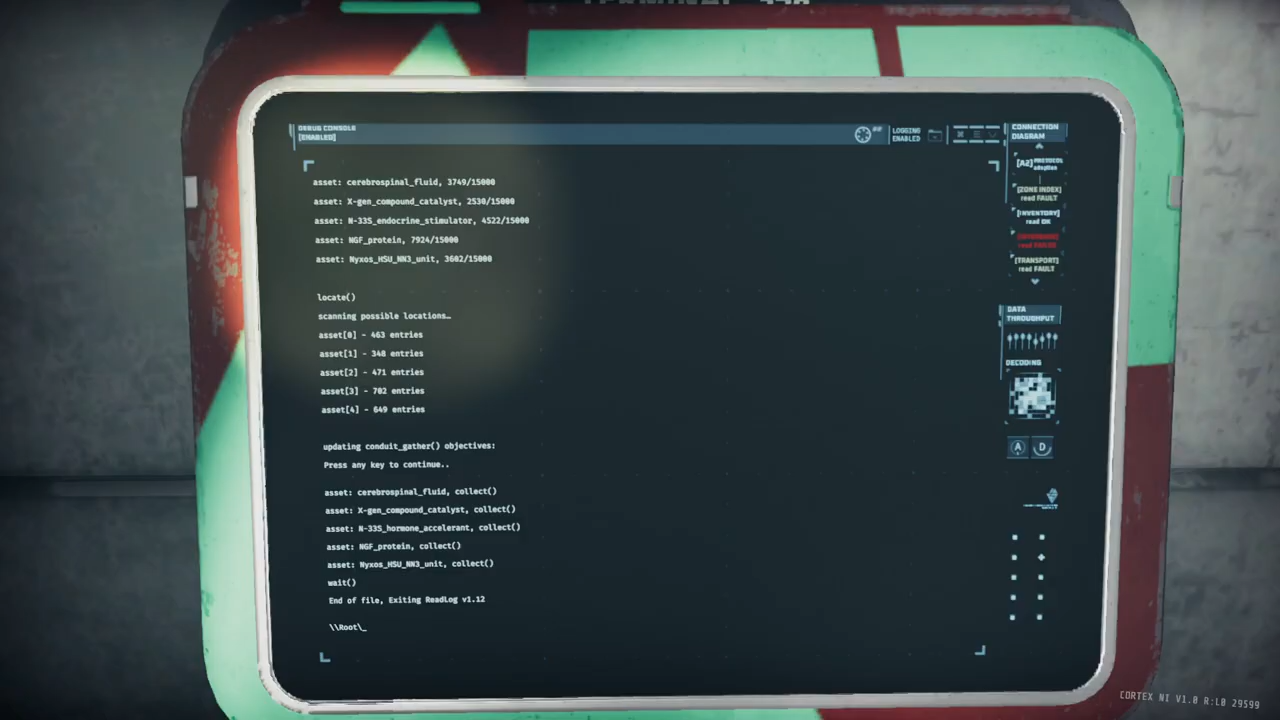 DEBUG CONSOLE
[ENABLED]
LOGGING
ENABLED
CONNECTION
DIAGRAM
asset: cerebrospinal_fluid, 3749/15000
asset: X-gen_compound_catalyst, 2530/15000
asset: N-33S_endocrine_stimulator, 4522/15000
asset: NGF_protein, 7924/15000
asset: Nyxos_HSU_NN3_unit, 3602/15000
locate()
scanning possible locations…
asset[0] - 463 entries
asset[1] - 348 entries
asset[2] - 471 entries
asset[3] - 702 entries
asset[4] - 649 entries
updating conduit_gather() objectives:
Press any key to continue..
asset: cerebrospinal_fluid, collect()
asset: X-gen_compound_catalyst, collect()
asset: N-33S_hormone_accelerant, collect()
asset: NGF_protein, collect()
asset: Nyxos_HSU_NN3_unit, collect()
wait()
End of file, Exiting ReadLog v1.12
\\Root\_
[A2] PROTOCOL
adaption
[ZONE INDEX]
read FAULT
[INVENTORY]
read OK
read FAILED
[TRANSPORT]
read FAULT
DATA
THROUGHPUT
DECODING
A D
CORTEX NI V1.0 R:L0 29599